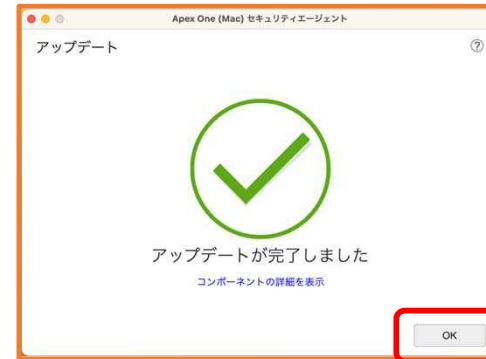 Apex One (Mac) セキュリティエージェント
アップデート
?
アップデートが完了しました
コンポーネントの詳細を表示
OK